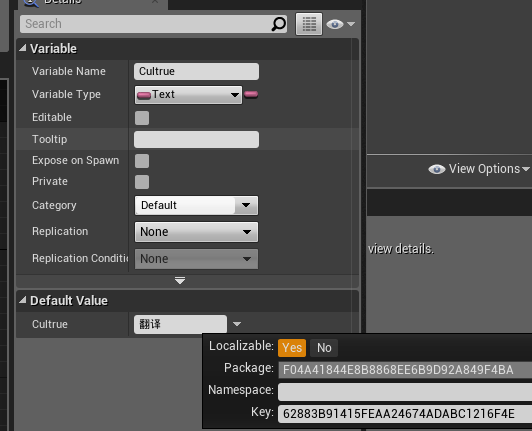 Details
Search
Variable
Variable Name Cultrue
Variable Type Text
Editable
Tooltip
Expose on Spawn
Private
Category Default
Replication None
Replication Conditi None
Default Value
Cultrue 翻译
View Options
view details.
Localizable: Yes No
Package: F04A41844E8B8868EE6B9D92A849F4BA
Namespace:
Key: 62883B91415FEAA24674ADABC1216F4E